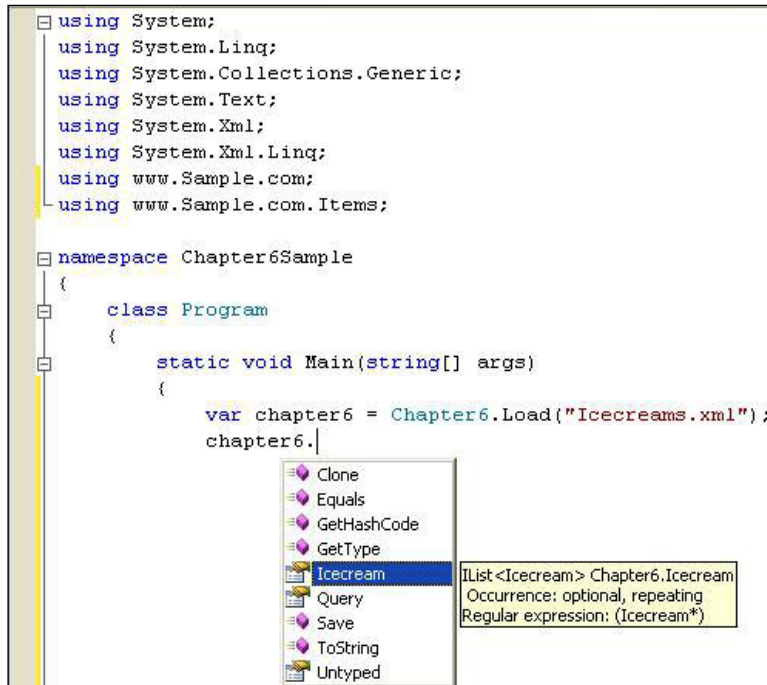 using System;
using System.Linq;
using System.Collections.Generic;
using System.Text;
using System.Xml;
using System.Xml.Linq;
using www.Sample.com;
using www.Sample.com.Items;
namespace Chapter6Sample
{
class Program
{
static void Main(string[] args)
{
var chapter6 = Chapter6.Load("Icecreams.xml");
chapter6.
Clone
Equals
GetHashCode
GetType
Icecream
Query
Save
ToString
Untyped
IList<Icecream> Chapter6.Icecream
Occurrence: optional, repeating
Regular expression: (Icecream*)